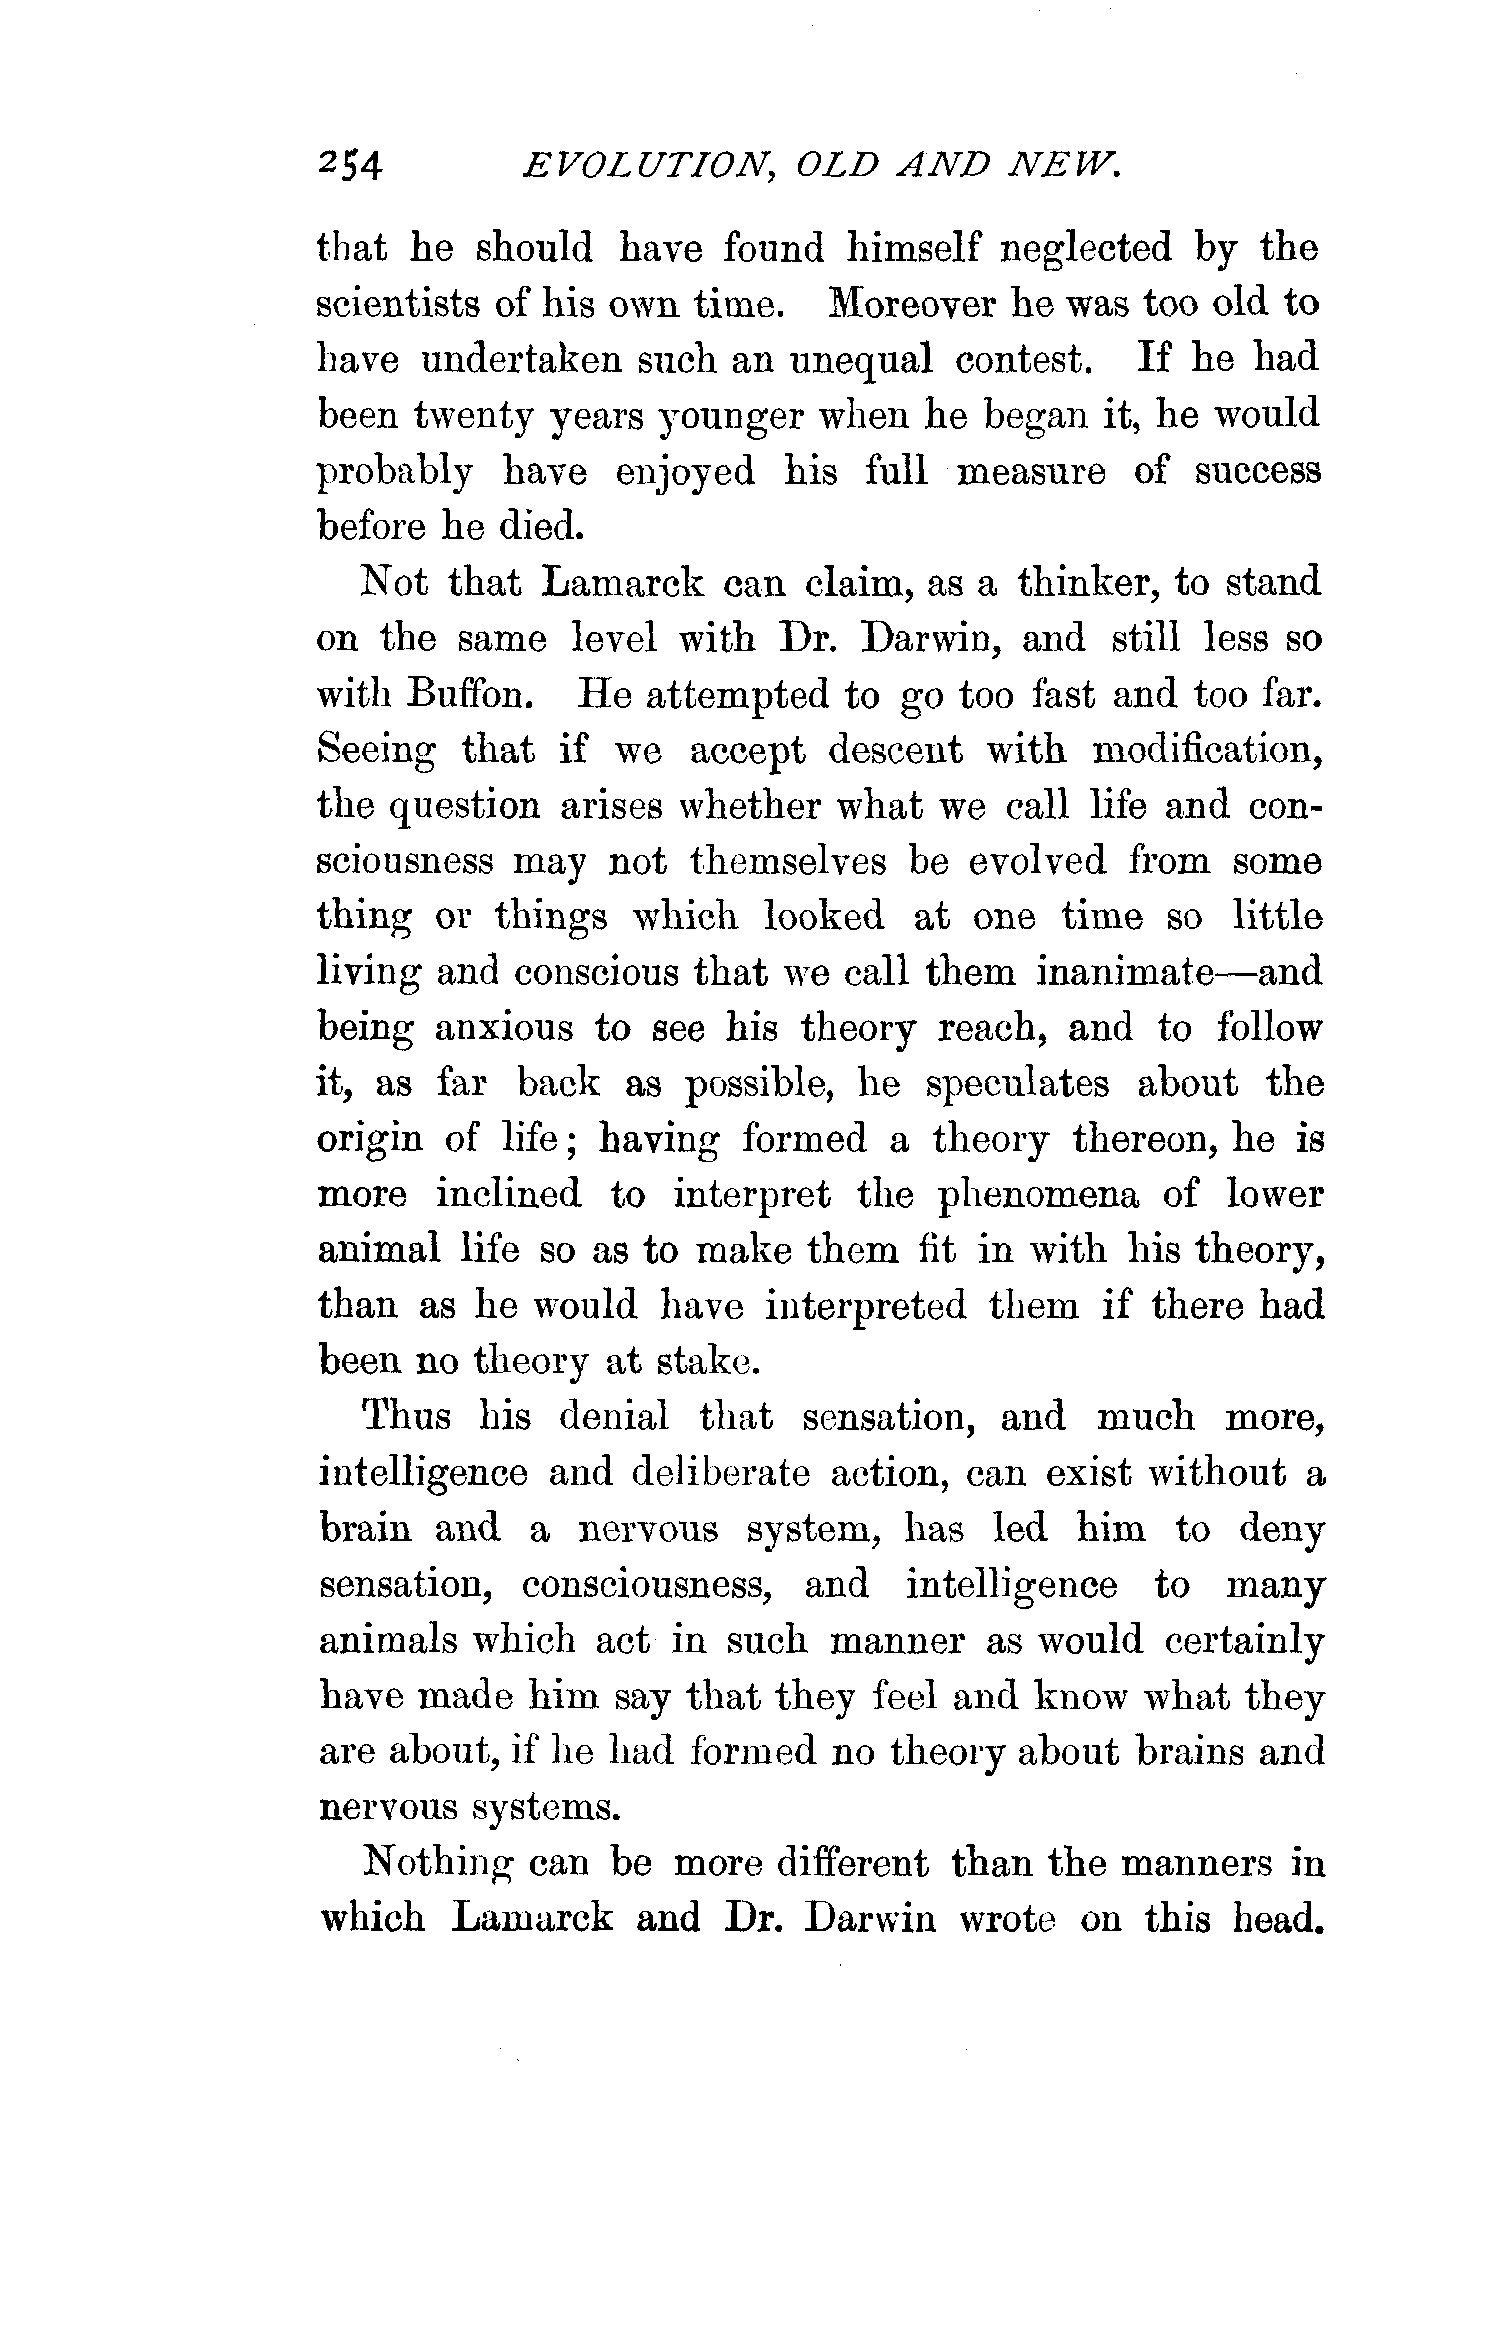 254 EVOLUTION, OLD AND NEW.
that he should have found himself neglected by the
scientists of his own time. Moreover he was too old to
have undertaken such an unequal contest. If he had
been twenty years younger when he began it, he would
probably have enjoyed his full measure of success
before he died.
Not that Lamarck can claim, as a thinker, to stand
on the same level with Dr. Darwin, and still less so
with Buffon. He attempted to go too fast and too far.
Seeing that if we accept descent with modification,
the question arises whether what we call life and con-
sciousness may not themselves be evolved from some
thing or things which looked at one time so little
living and conscious that we call them inanimate—and
being anxious to see his theory reach, and to follow
it, as far back as possible, he speculates about the
origin of life; having formed a theory thereon, he is
more inclined to interpret the phenomena of lower
animal life so as to make them fit in with his theory,
than as he would have interpreted them if there had
been no theory at stake.
Thus his denial that sensation, and much more,
intelligence and deliberate action, can exist without a
brain and a nervous system, has led him to deny
sensation, consciousness, and intelligence to many
animals which act in such manner as would certainly
have made him say that they feel and know what they
are about, if he had formed no theory about brains and
nervous systems.
Nothing can be more different than the manners in
which Lamarck and Dr. Darwin wrote on this head.